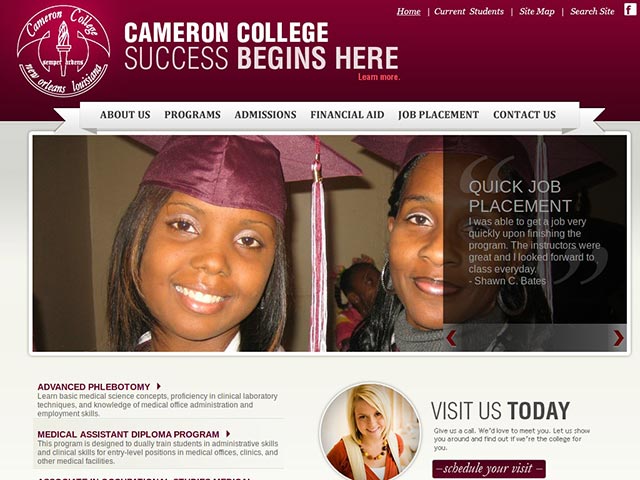 Home | Current Students | Site Map | Search Site f
Cameron College
semper ardens
new orleans louisiana
CAMERON COLLEGE
SUCCESS BEGINS HERE
Learn more.
ABOUT US PROGRAMS ADMISSIONS FINANCIAL AID JOB PLACEMENT CONTACT US
QUICK JOB
PLACEMENT
I was able to get a job very
quickly upon finishing the
program. The instructors were
great and I looked forward to
class everyday.
- Shawn C. Bates
ADVANCED PHLEBOTOMY
Learn basic medical science concepts, proficiency in clinical laboratory
techniques, and knowledge of medical office administration and
employment skills.
MEDICAL ASSISTANT DIPLOMA PROGRAM
This program is designed to dually train students in administrative skills
and clinical skills for entry-level positions in medical offices, clinics, and
other medical facilities.
ASSOCIATE IN OCCUPATIONAL STUDIES MEDICAL
VISIT US TODAY
Give us a call. We'd love to meet you. Let us show
you around and find out if we're the college for
you.
–schedule your visit –